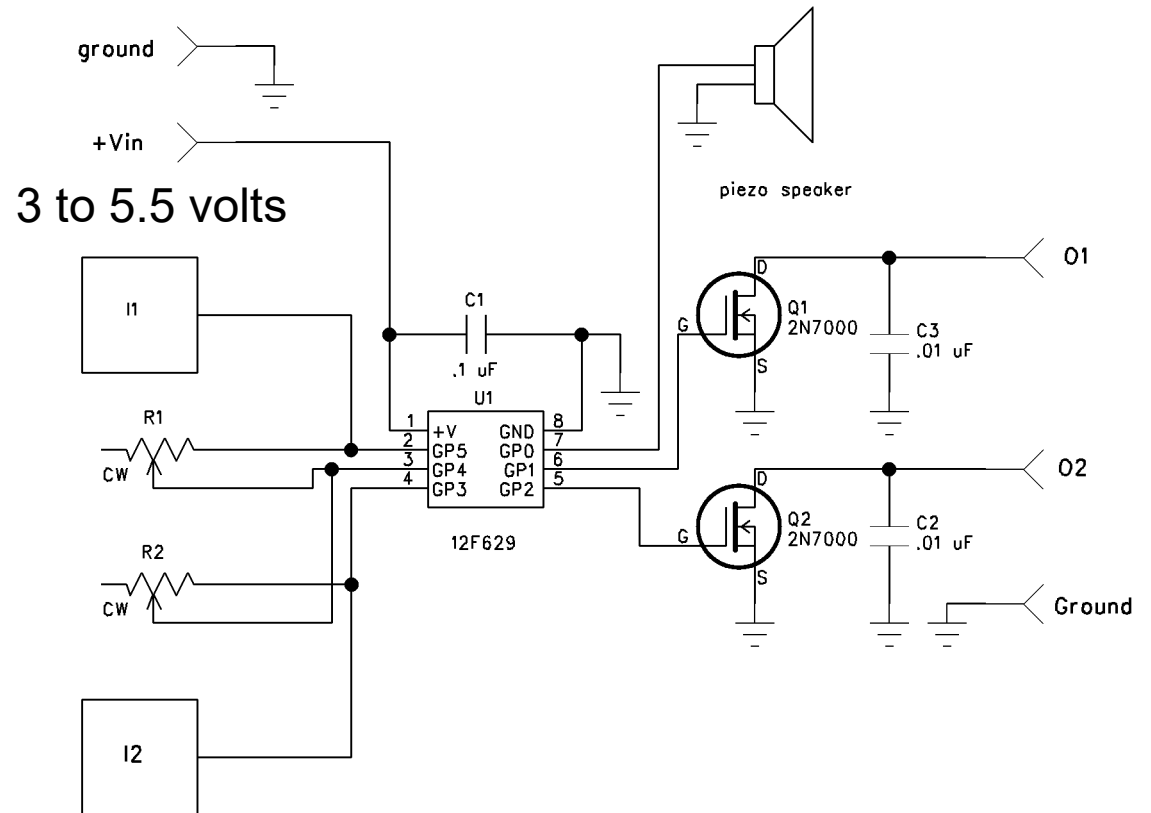 ground
+Vin
3 to 5.5 volts
piezo speaker
I1
C1
.1 uF
U1
R1
CW
1
2
3
4
+V
GP5
GP4
GP3
GND
GP0
GP1
GP2
8
7
6
5
12F629
R2
CW
I2
D
G
S
Q1
2N7000
C3
.01 uF
O1
D
G
S
Q2
2N7000
C2
.01 uF
O2
Ground